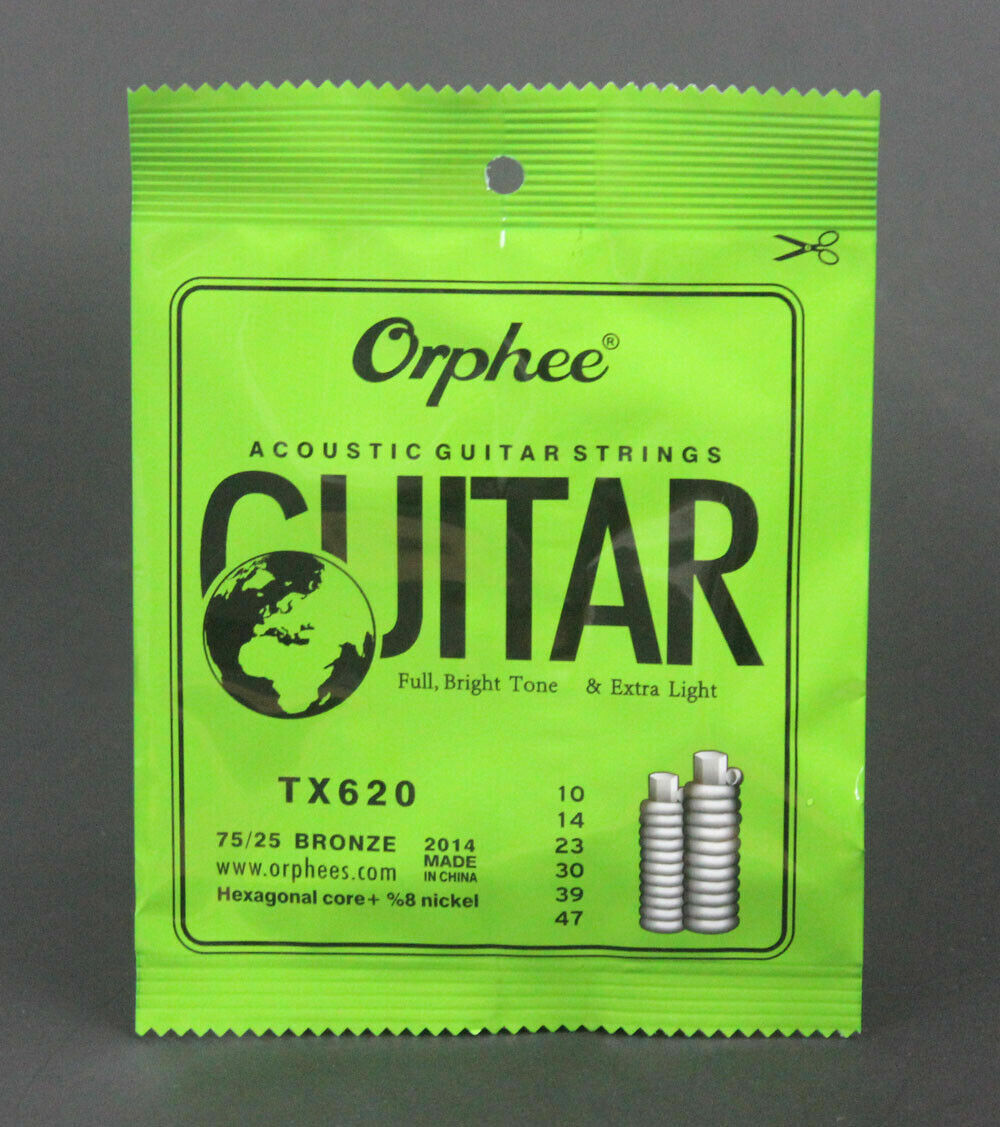 Orphee®
ACOUSTIC GUITAR STRINGS
GUITAR
Full, Bright Tone & Extra Light
TX620
75/25 BRONZE
www.orphees.com
Hexagonal core+ %8 nickel
2014
MADE
IN CHINA
10
14
23
30
39
47